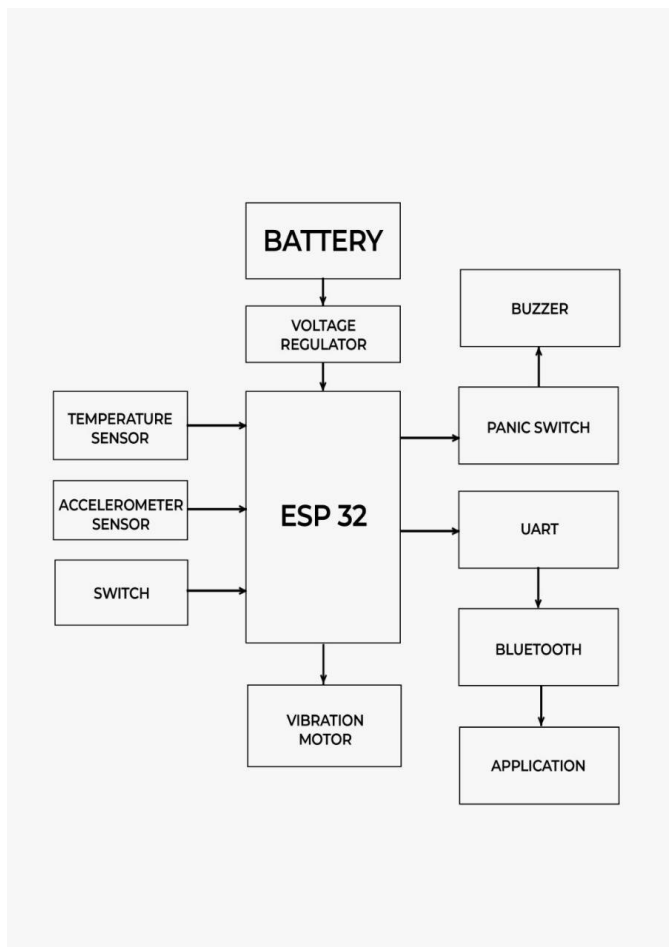 BATTERY
VOLTAGE
REGULATOR
BUZZER
TEMPERATURE
SENSOR
PANIC SWITCH
ACCELEROMETER
SENSOR
ESP 32
UART
SWITCH
BLUETOOTH
VIBRATION
MOTOR
APPLICATION